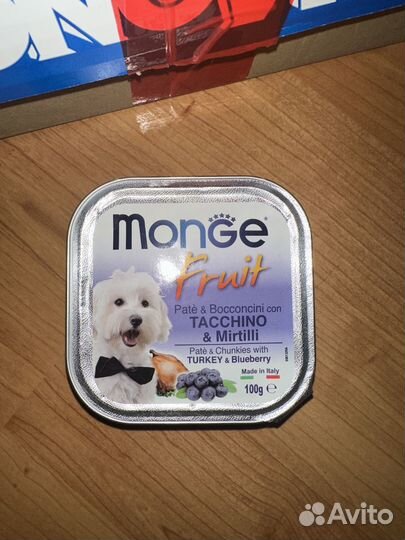 MONGE
Fruit
Patè & Bocconcini con
TACCHINO
& Mirtilli
Patè & Chunkies with
TURKEY & Blueberry
Made in Italy
100g e
Avito